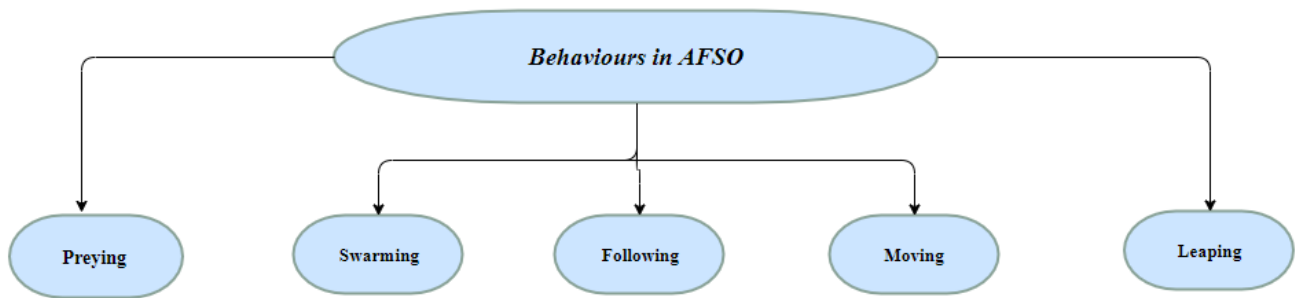 Behaviours in AFSO
Preying
Swarming
Following
Moving
Leaping